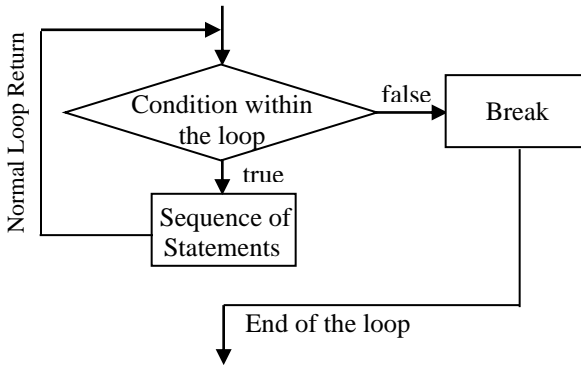 Normal Loop Return
Condition within
the loop
false
Break
true
Sequence of
Statements
End of the loop